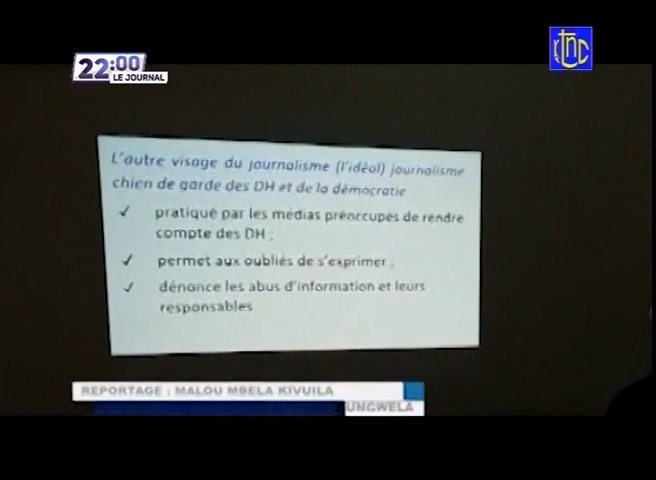 22:00
LE JOURNAL
rtnc
L'autre visage du journalisme (l'idéal) journalisme
chien de garde des DH et de la démocratie
✓ pratiqué par les médias préoccupés de rendre
compte des DH ;
✓ permet aux oubliés de s'exprimer ;
✓ dénonce les abus d'information et leurs
responsables
REPORTAGE : MALOU MBELA KIVUILA
UNGWELA